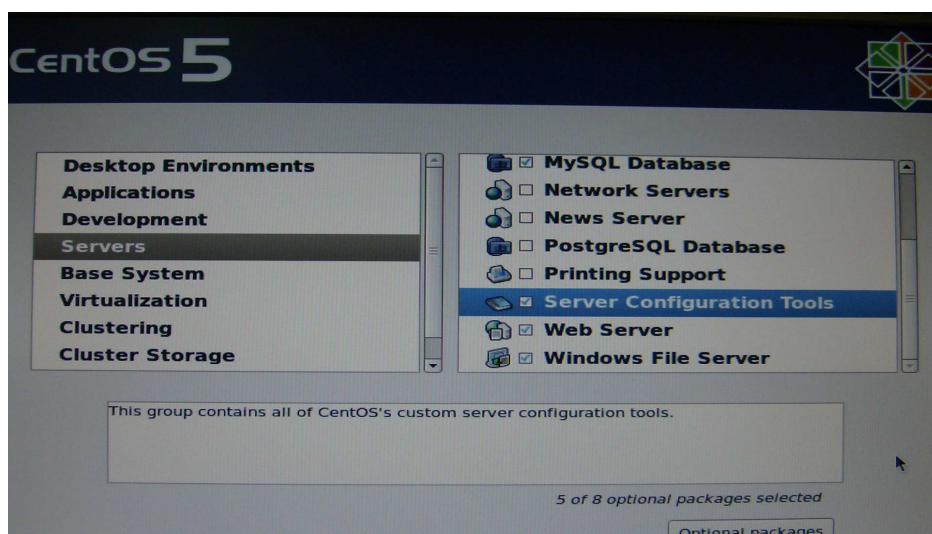 CentOS 5
Desktop Environments
Applications
Development
Servers
Base System
Virtualization
Clustering
Cluster Storage
MySQL Database
Network Servers
News Server
PostgreSQL Database
Printing Support
Server Configuration Tools
Web Server
Windows File Server
This group contains all of CentOS's custom server configuration tools.
5 of 8 optional packages selected
Optional packages